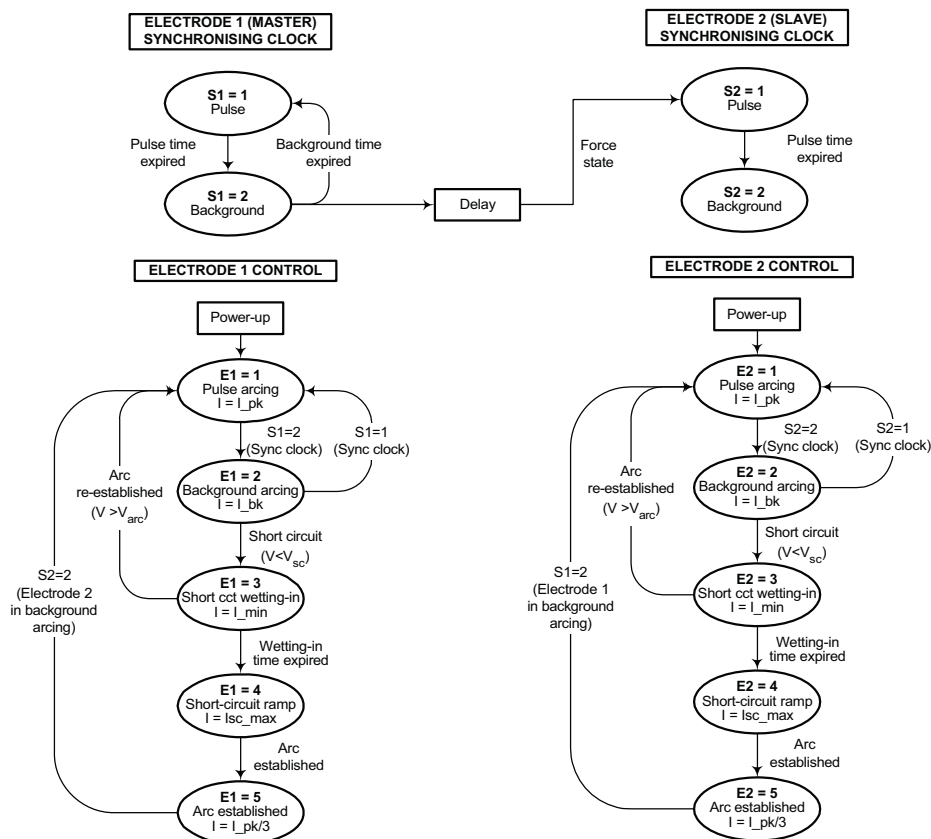 ELECTRODE 1 (MASTER)
SYNCHRONISING CLOCK
S1 = 1
Pulse
Pulse time
expired
Background time
expired
S1 = 2
Background
Delay
Force
state
ELECTRODE 2 (SLAVE)
SYNCHRONISING CLOCK
S2 = 1
Pulse
Pulse time
expired
S2 = 2
Background
ELECTRODE 1 CONTROL
Power-up
E1 = 1
Pulse arcing
I = I_pk
S1=2
(Sync clock)
S1=1
(Sync clock)
Arc
re-established
(V >Varc)
E1 = 2
Background arcing
I = I_bk
Short circuit
(V<Vsc)
S2=2
(Electrode 2
in background
arcing)
E1 = 3
Short cct wetting-in
I = I_min
Wetting-in
time expired
E1 = 4
Short-circuit ramp
I = Isc_max
Arc
established
E1 = 5
Arc established
I = I_pk/3
ELECTRODE 2 CONTROL
Power-up
E2 = 1
Pulse arcing
I = I_pk
S2=2
(Sync clock)
S2=1
(Sync clock)
Arc
re-established
(V >Varc)
E2 = 2
Background arcing
I = I_bk
Short circuit
(V<Vsc)
S1=2
(Electrode 1
in background
arcing)
E2 = 3
Short cct wetting-in
I = I_min
Wetting-in
time expired
E2 = 4
Short-circuit ramp
I = Isc_max
Arc
established
E2 = 5
Arc established
I = I_pk/3